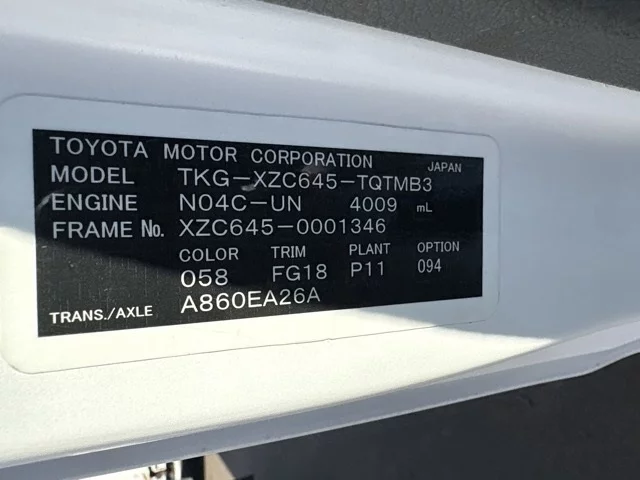 TOYOTA MOTOR CORPORATION JAPAN
MODEL TKG-XZC645-TQTMB3
ENGINE N04C-UN 4009 mL
FRAME No. XZC645-0001346
COLOR TRIM PLANT OPTION
058 FG18 P11 094
TRANS./AXLE A860EA26A